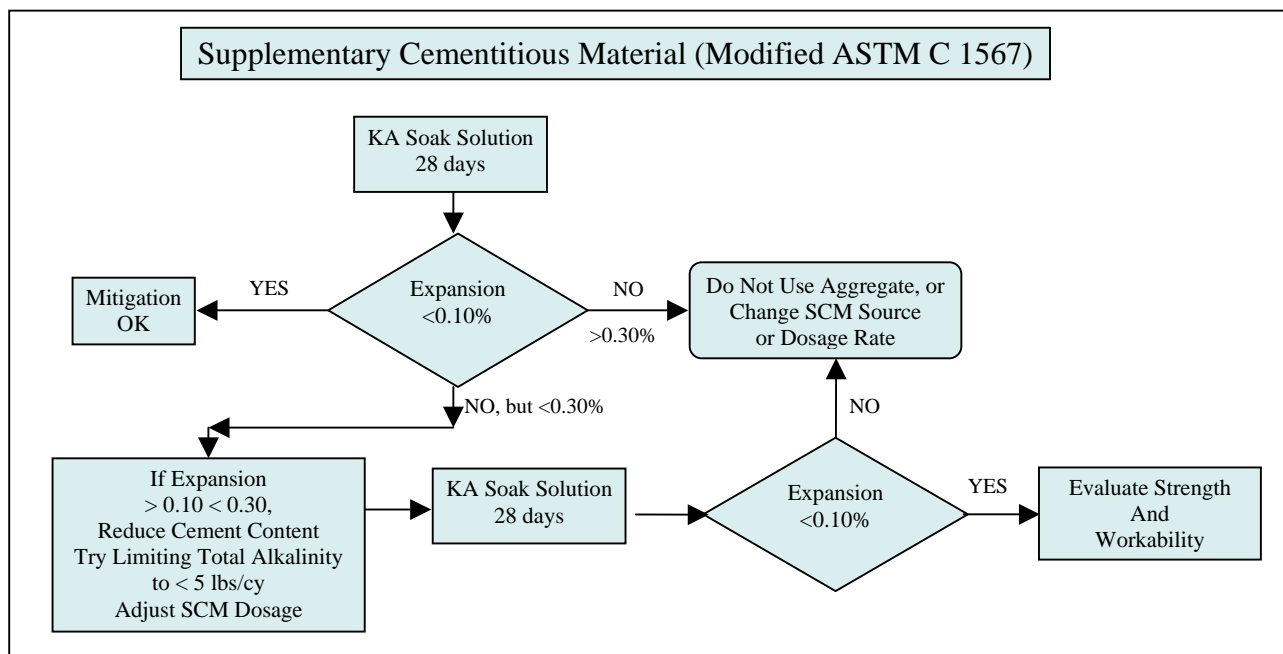 Supplementary Cementitious Material (Modified ASTM C 1567)
KA Soak Solution
28 days
Expansion
<0.10%
YES
Mitigation
OK
NO
>0.30%
Do Not Use Aggregate, or
Change SCM Source
or Dosage Rate
NO, but <0.30%
If Expansion
> 0.10 < 0.30,
Reduce Cement Content
Try Limiting Total Alkalinity
to < 5 lbs/cy
Adjust SCM Dosage
KA Soak Solution
28 days
Expansion
<0.10%
NO
YES
Evaluate Strength
And
Workability